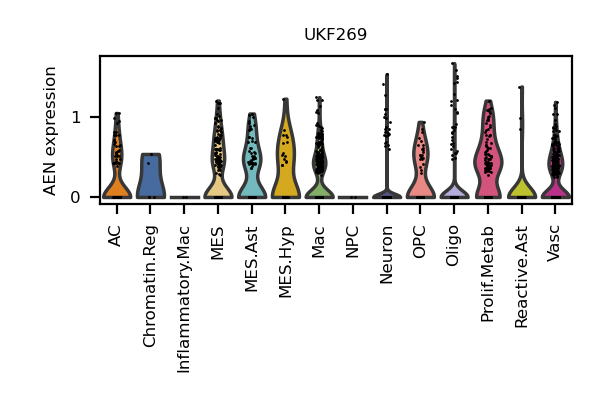 UKF269
AEN expression
1
0
AC
Chromatin.Reg
Inflammatory.Mac
MES
MES.Ast
MES.Hyp
Mac
NPC
Neuron
OPC
Oligo
Prolif.Metab
Reactive.Ast
Vasc